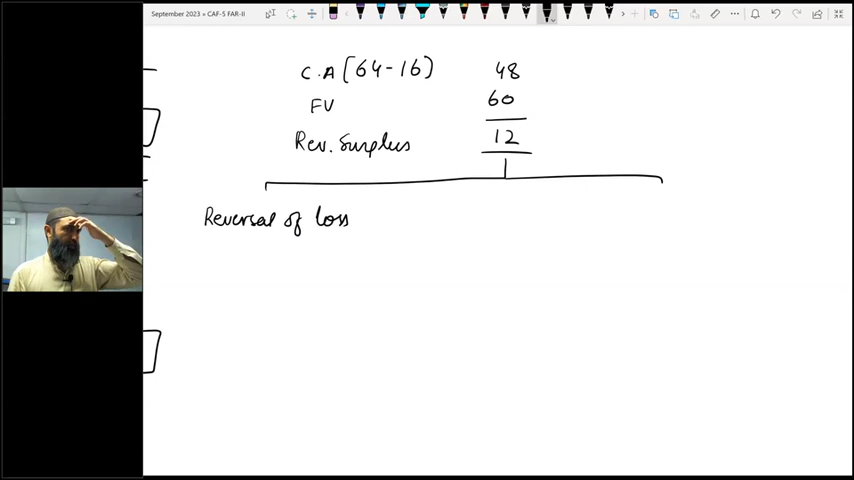 September 2023 » CAF-5 FAR-II
C.A [64-16) 48
FV 60
Rev. Surplus 12
Reversal of loss